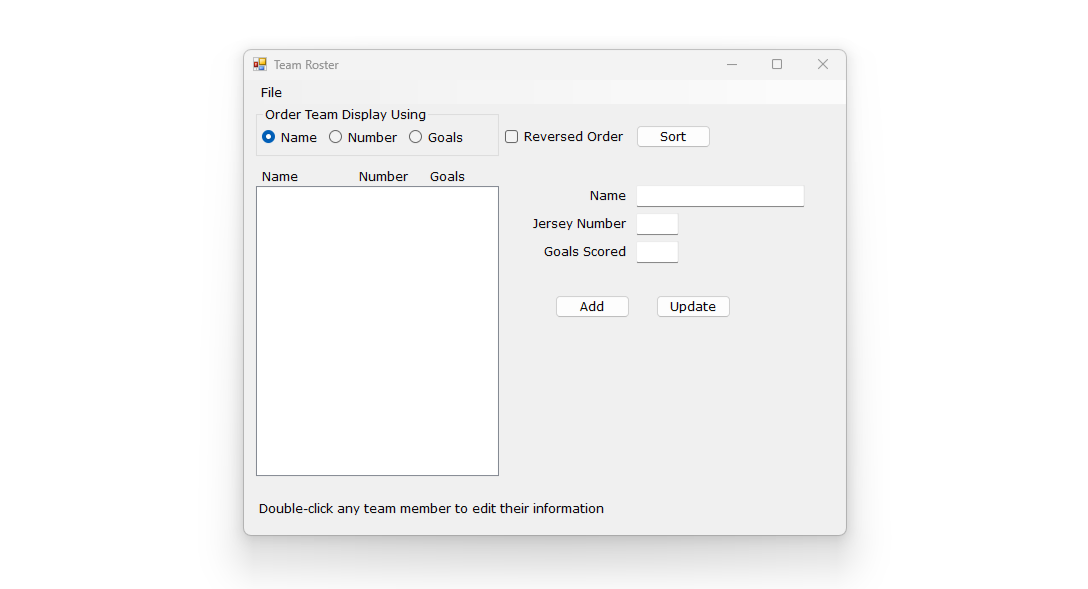 Team Roster
File
Order Team Display Using
Name Number Goals
Reversed Order
Sort
Name Number Goals
Name
Jersey Number
Goals Scored
Add Update
Double-click any team member to edit their information